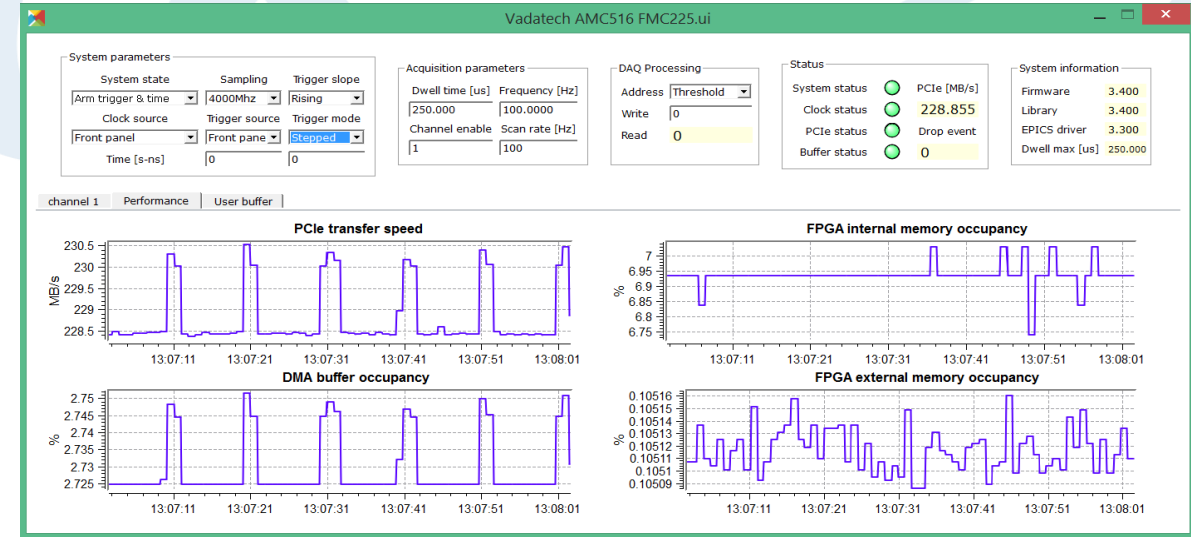 Vadatech AMC516 FMC225.ui
System parameters
System state Sampling Trigger slope
Arm trigger & time 4000Mhz Rising
Clock source Trigger source Trigger mode
Front panel Front pane Stepped
Time [s-ns] 0 0
Acquisition parameters
Dwell time [us] Frequency [Hz]
250.000 100.0000
Channel enable Scan rate [Hz]
1 100
DAQ Processing
Address Threshold
Write 0
Read 0
Status
System status PCIe [MB/s]
Clock status 228.855
PCIe status Drop event
Buffer status 0
System information
Firmware 3.400
Library 3.400
EPICS driver 3.300
Dwell max [us] 250.000
channel 1 Performance User buffer
PCIe transfer speed
MB/s
230.5
230
229.5
229
228.5
13:07:11 13:07:21 13:07:31 13:07:41 13:07:51 13:08:01
FPGA internal memory occupancy
%
7
6.95
6.9
6.85
6.8
6.75
13:07:11 13:07:21 13:07:31 13:07:41 13:07:51 13:08:01
DMA buffer occupancy
%
2.75
2.745
2.74
2.735
2.73
2.725
13:07:11 13:07:21 13:07:31 13:07:41 13:07:51 13:08:01
FPGA external memory occupancy
%
0.10516
0.10515
0.10514
0.10513
0.10512
0.10511
0.1051
0.10509
13:07:11 13:07:21 13:07:31 13:07:41 13:07:51 13:08:01